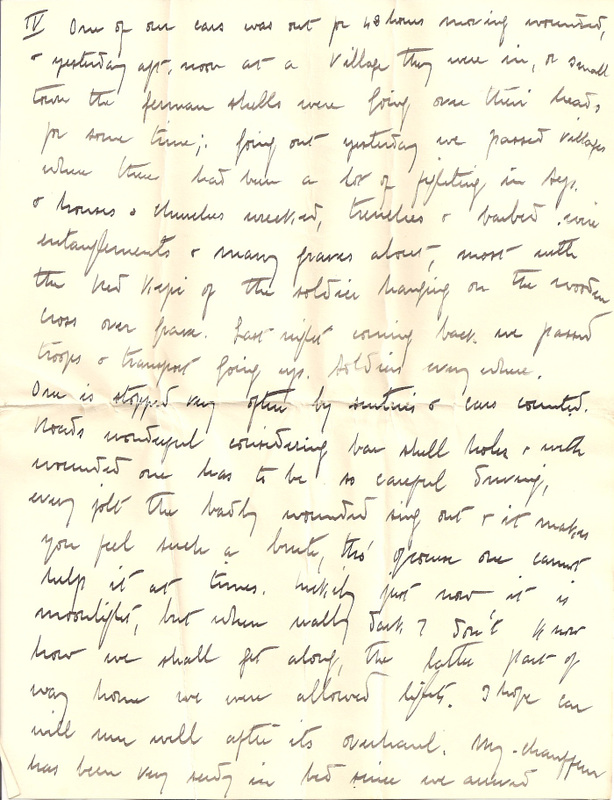 IV One of our cars was out for 48 hours moving wounded,
& yesterday aft. noon at a village they were in, or small
town the german shells were going over their heads
for some time; going out yesterday we passed villages
where there had been a lot of fighting in Sep.
& houses & churches wrecked, trenches & barbed wire
entanglements & many graves about, most with
the red Kepi of the soldier hanging on the wooden
cross over grave. Last night coming back we passed
troops & transport going up. Soldiers everywhere.
One is stopped very often by sentries & cars counted.
Roads wonderful considering bar shell holes & with
wounded one has to be so careful driving,
every jolt the badly wounded sing out & it makes
you feel such a brute, tho' ofcourse one cannot
help it at times. Luckily just now it is
moonlight, but when really dark I don't know
how we shall get along, the latter part of
way home we were allowed lights. I hope car
will run well after its overhaul. My chauffeur
has been very seedy in bed since we arrived